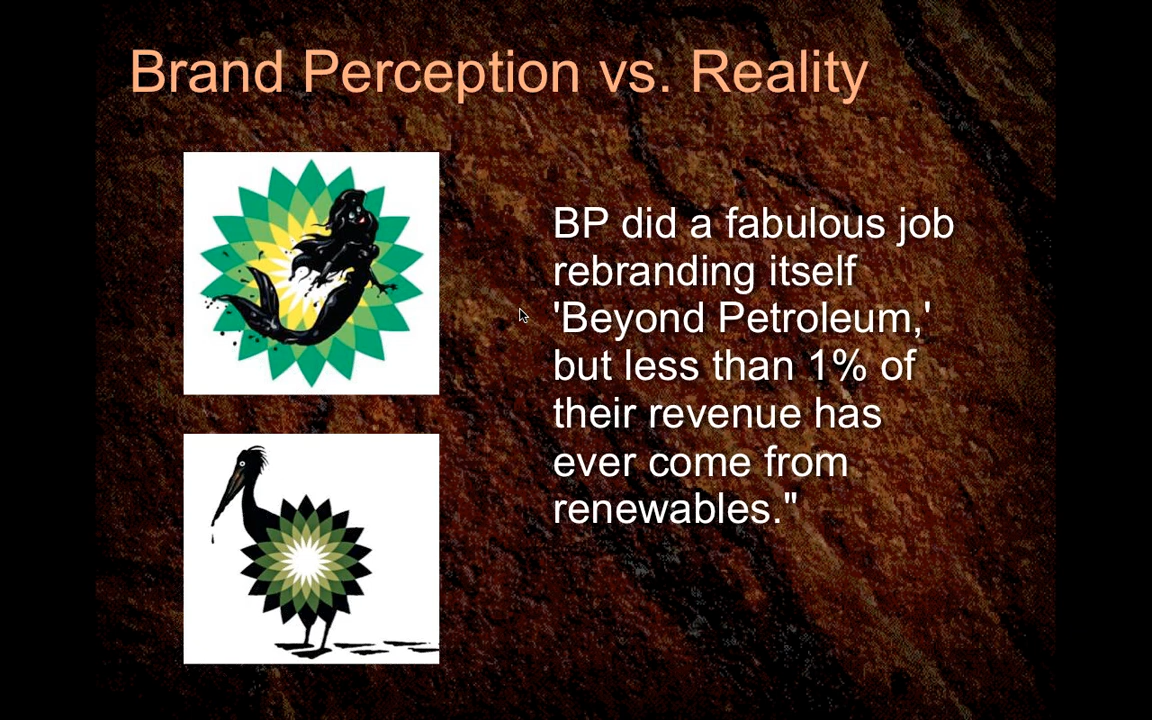 Brand Perception vs. Reality
BP did a fabulous job
rebranding itself
'Beyond Petroleum,'
but less than 1% of
their revenue has
ever come from
renewables."